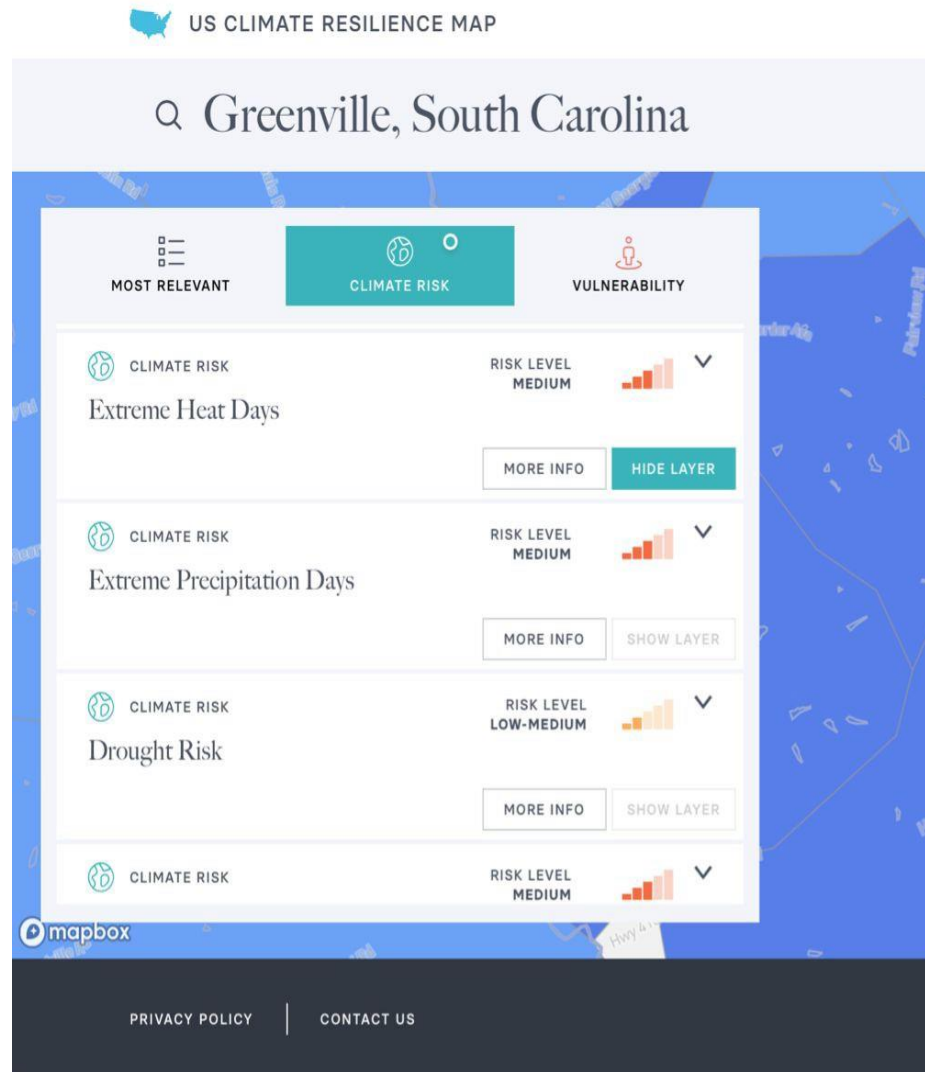 US CLIMATE RESILIENCE MAP
Greenville, South Carolina
MOST RELEVANT
CLIMATE RISK
VULNERABILITY
CLIMATE RISK
RISK LEVEL
MEDIUM
Extreme Heat Days
MORE INFO
HIDE LAYER
CLIMATE RISK
RISK LEVEL
MEDIUM
Extreme Precipitation Days
MORE INFO
SHOW LAYER
CLIMATE RISK
RISK LEVEL
LOW-MEDIUM
Drought Risk
MORE INFO
SHOW LAYER
CLIMATE RISK
RISK LEVEL
MEDIUM
Fairview Rd
mapbox
PRIVACY POLICY
CONTACT US